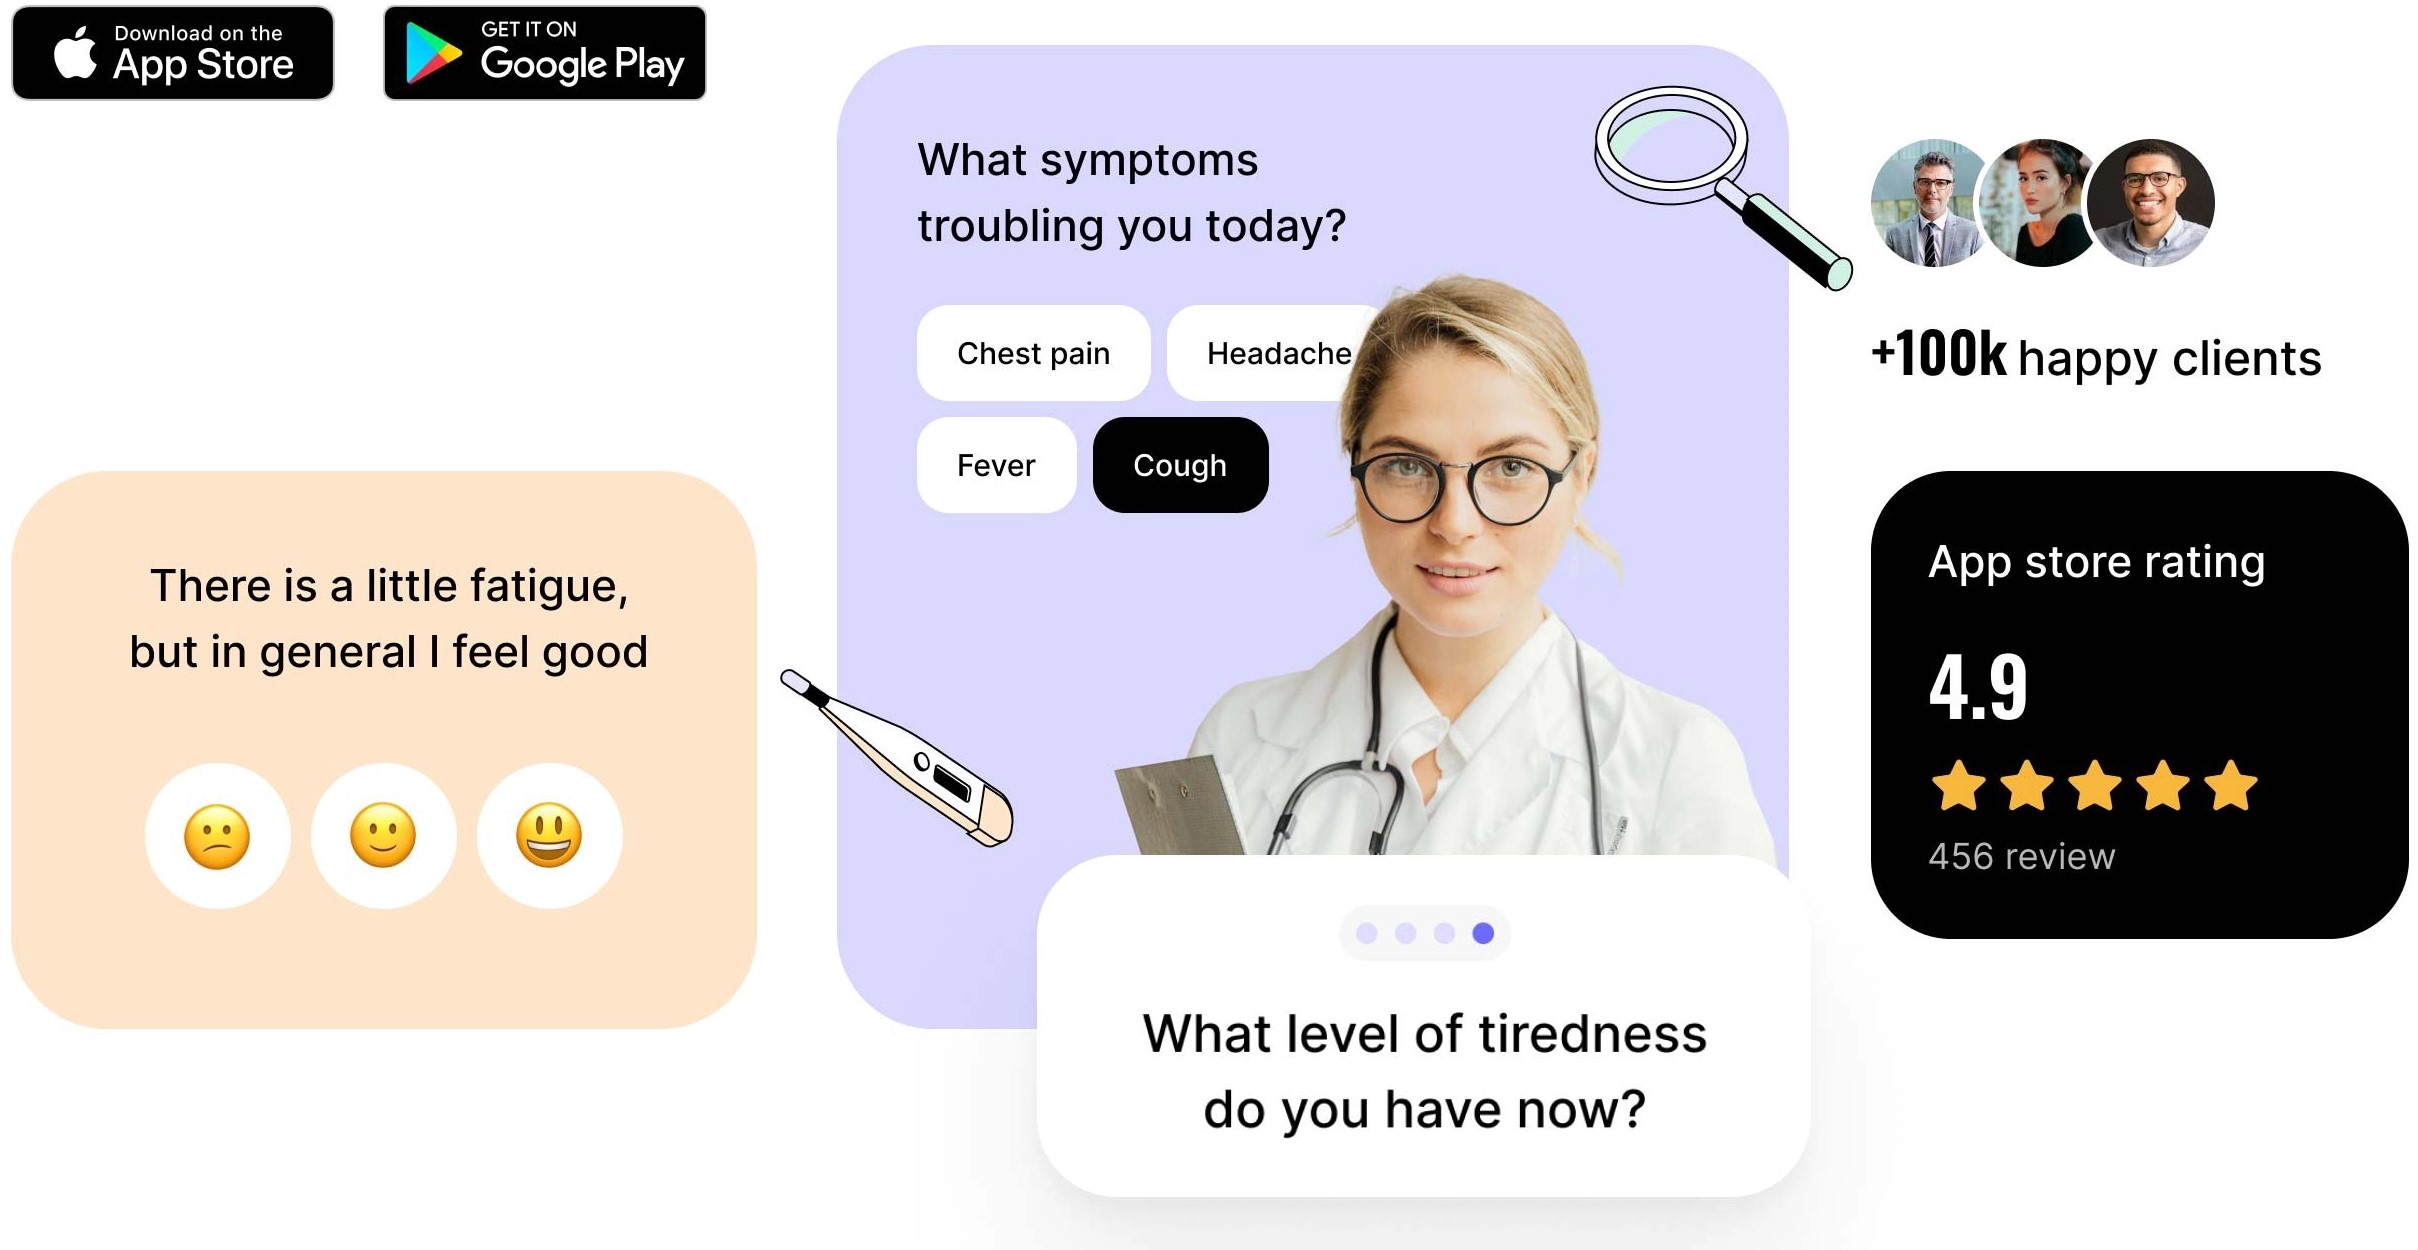 Download on the
App Store
GET IT ON
Google Play
What symptoms
troubling you today?
Chest pain
Headache
Fever
Cough
+100k happy clients
There is a little fatigue,
but in general I feel good
App store rating
4.9
456 review
What level of tiredness
do you have now?